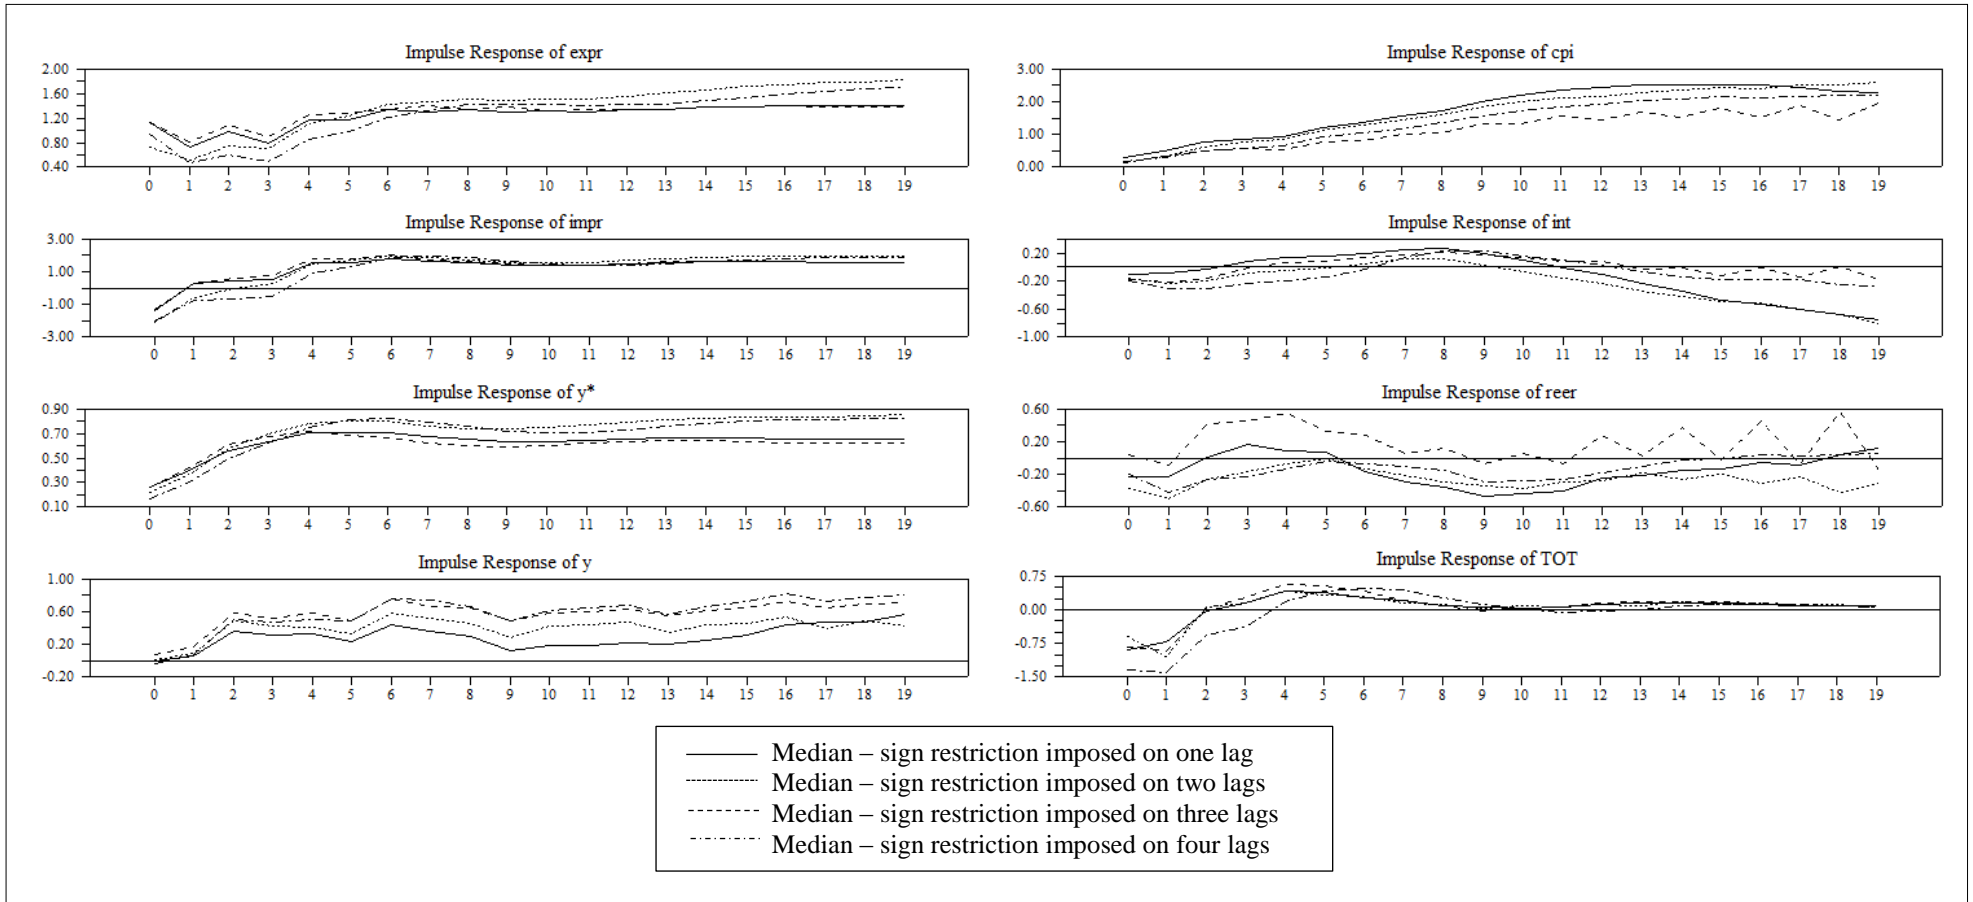 Impulse Response of expr
2.00
1.60
1.20
0.80
0.40
0 1 2 3 4 5 6 7 8 9 10 11 12 13 14 15 16 17 18 19
Impulse Response of impr
3.00
1.00
-1.00
-3.00
0 1 2 3 4 5 6 7 8 9 10 11 12 13 14 15 16 17 18 19
Impulse Response of y*
0.90
0.70
0.50
0.30
0.10
0 1 2 3 4 5 6 7 8 9 10 11 12 13 14 15 16 17 18 19
Impulse Response of y
1.00
0.60
0.20
-0.20
0 1 2 3 4 5 6 7 8 9 10 11 12 13 14 15 16 17 18 19
Impulse Response of cpi
3.00
2.00
1.00
0.00
0 1 2 3 4 5 6 7 8 9 10 11 12 13 14 15 16 17 18 19
Impulse Response of int
0.20
-0.20
-0.60
-1.00
0 1 2 3 4 5 6 7 8 9 10 11 12 13 14 15 16 17 18 19
Impulse Response of reer
0.60
0.20
-0.20
-0.60
0 1 2 3 4 5 6 7 8 9 10 11 12 13 14 15 16 17 18 19
Impulse Response of TOT
0.75
0.00
-0.75
-1.50
0 1 2 3 4 5 6 7 8 9 10 11 12 13 14 15 16 17 18 19
Median – sign restriction imposed on one lag
Median – sign restriction imposed on two lags
Median – sign restriction imposed on three lags
Median – sign restriction imposed on four lags